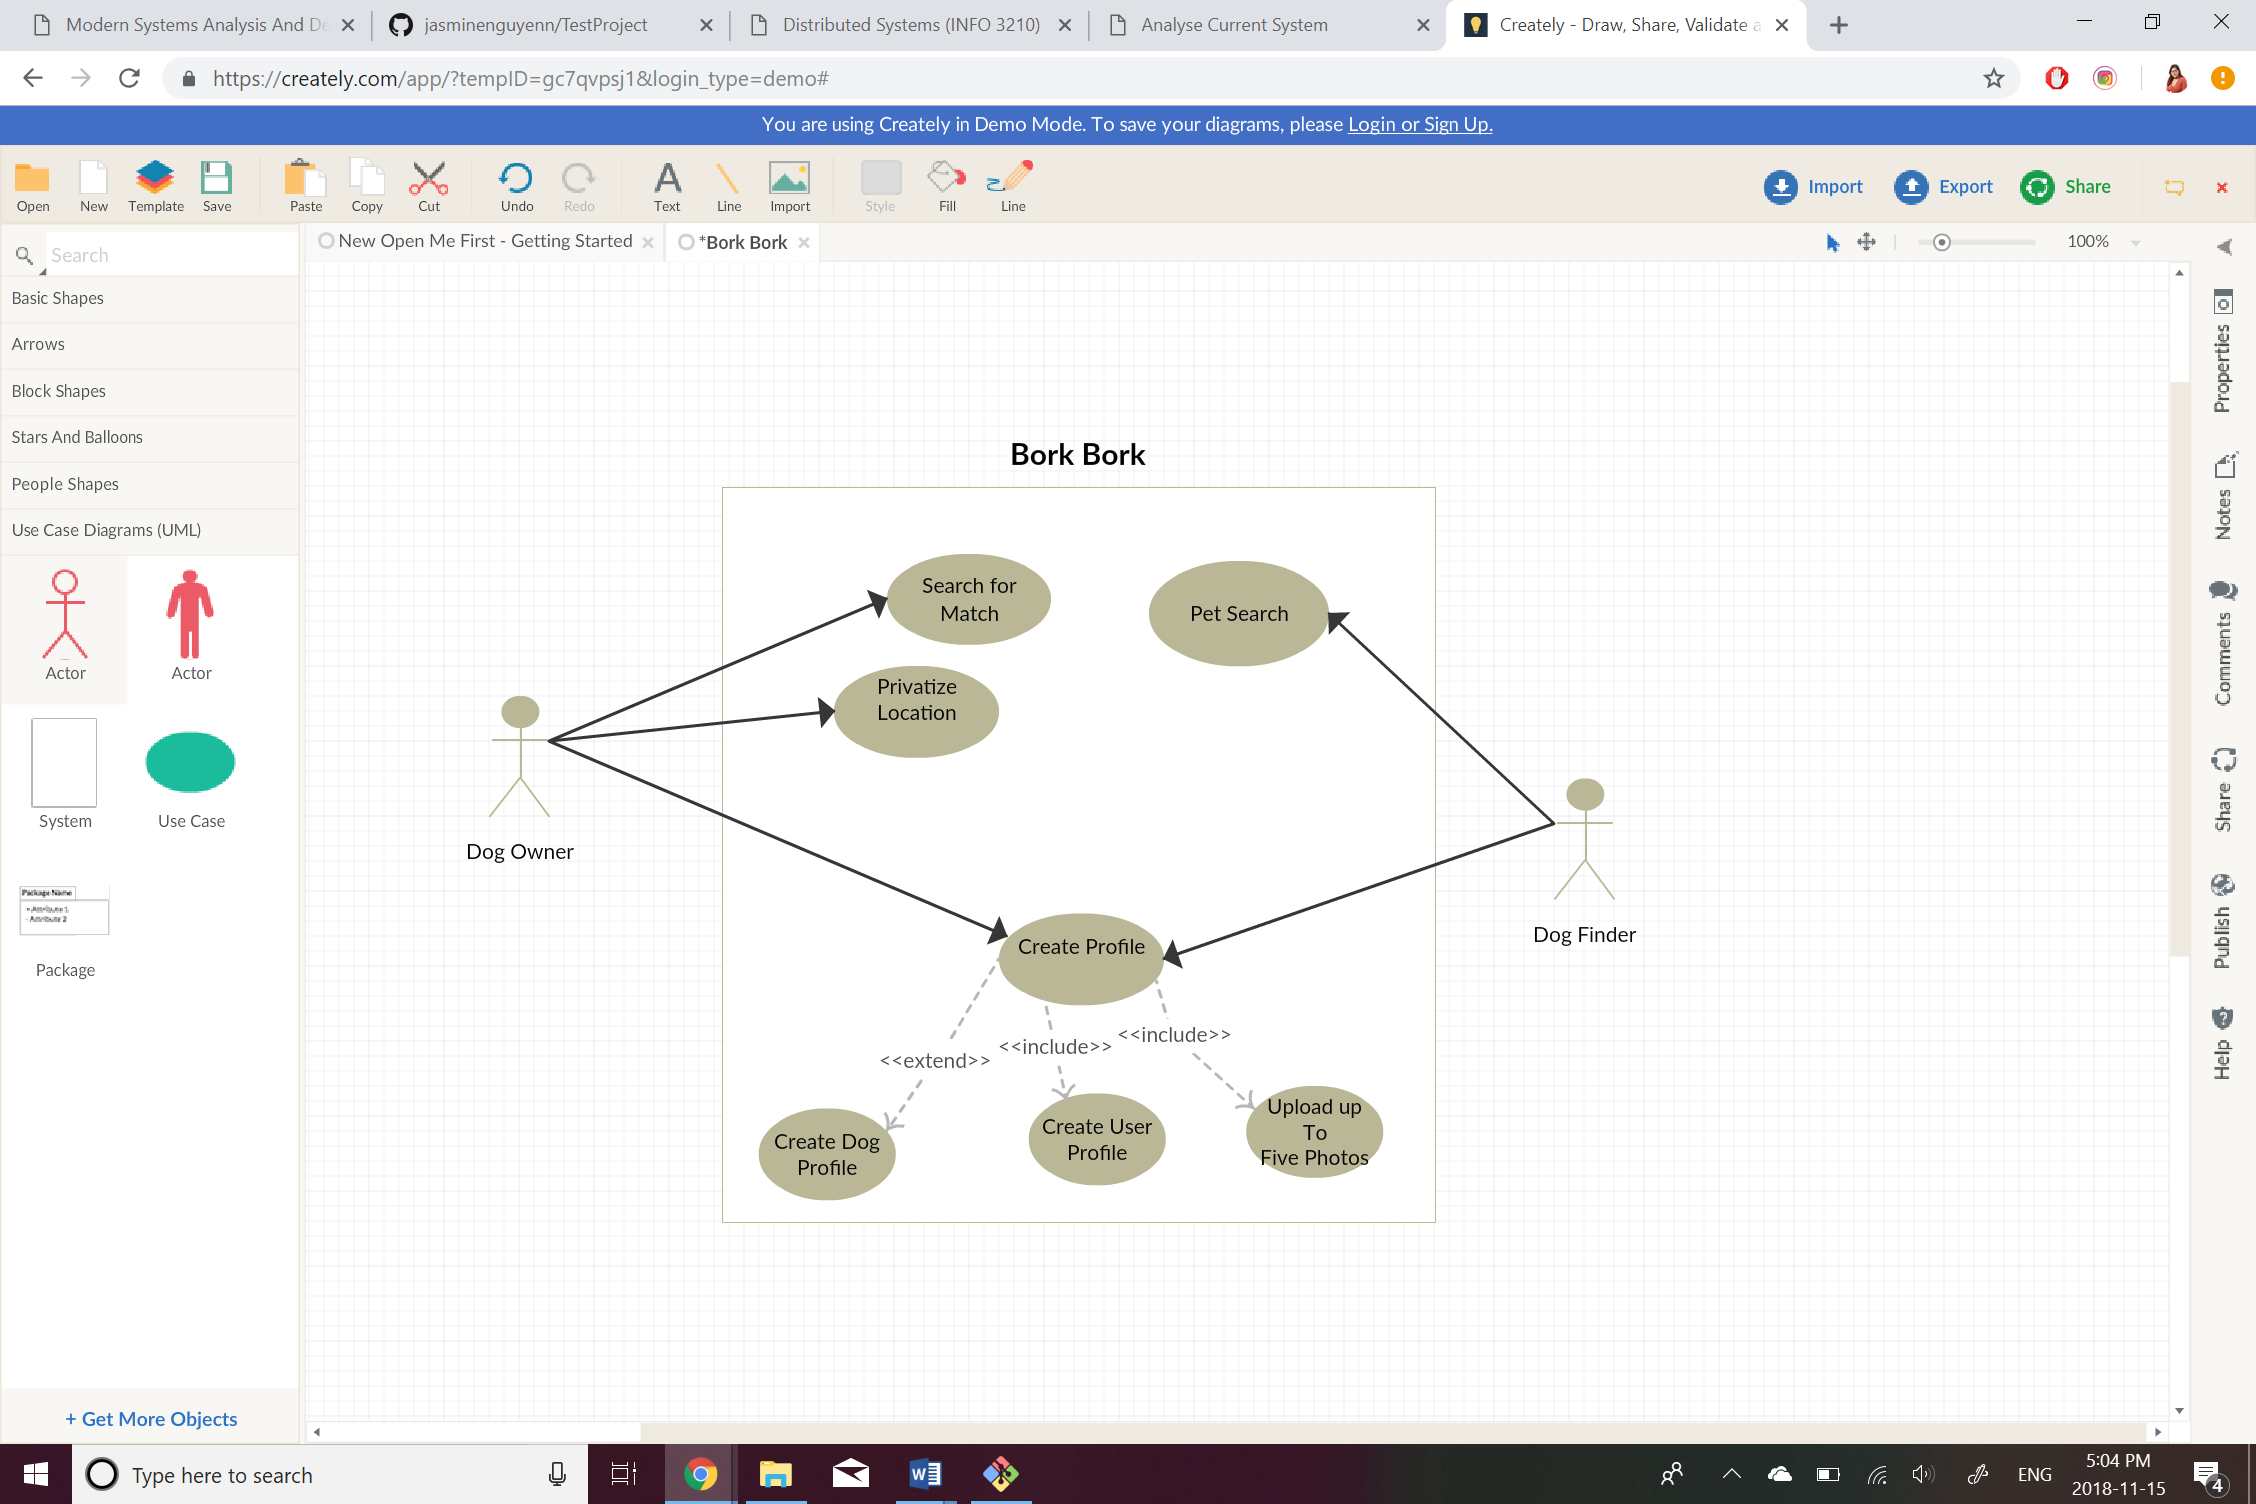 Modern Systems Analysis And De
jasminenguyenn/TestProject
Distributed Systems (INFO 3210)
Analyse Current System
Creately - Draw, Share, Validate a
https://creately.com/app/?tempID=gc7qvpsj1&login_type=demo#
You are using Creately in Demo Mode. To save your diagrams, please Login or Sign Up.
Open
New
Template
Save
Paste
Copy
Cut
Undo
Redo
Text
Line
Import
Style
Fill
Line
Import
Export
Share
Search
New Open Me First - Getting Started
*Bork Bork
100%
Basic Shapes
Arrows
Block Shapes
Stars And Balloons
People Shapes
Use Case Diagrams (UML)
Actor
Actor
System
Use Case
Package Name
+ Attribute 1
- Attribute 2
Package
+ Get More Objects
Bork Bork
Search for
Match
Pet Search
Privatize
Location
Dog Owner
Dog Finder
Create Profile
<<extend>>
<<include>>
<<include>>
Create Dog
Profile
Create User
Profile
Upload up
To
Five Photos
Properties
Notes
Comments
Share
Publish
Help
Type here to search
ENG
5:04 PM
2018-11-15
4